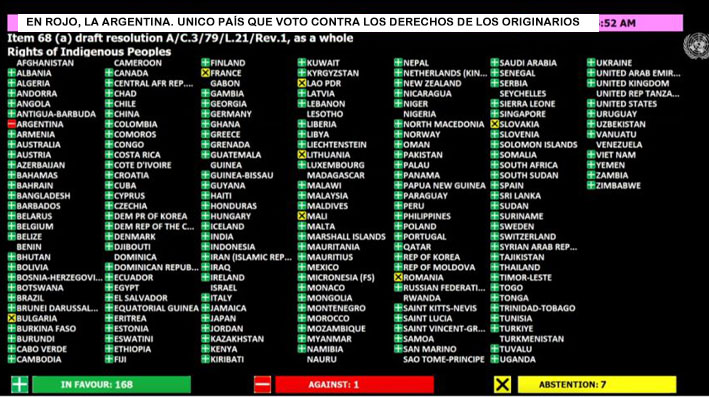 EN ROJO, LA ARGENTINA. UNICO PAÍS QUE VOTO CONTRA LOS DERECHOS DE LOS ORIGINARIOS
:52 AM
Item 68 (a) draft resolution A/C.3/79/L.21/Rev.1, as a whole
Rights of Indigenous Peoples
AFGHANISTAN
ALBANIA
ALGERIA
ANDORRA
ANGOLA
ANTIGUA-BARBUDA
ARGENTINA
ARMENIA
AUSTRALIA
AUSTRIA
AZERBAIJAN
BAHAMAS
BAHRAIN
BANGLADESH
BARBADOS
BELARUS
BELGIUM
BELIZE
BENIN
BHUTAN
BOLIVIA
BOSNIA-HERZEGOVI...
BOTSWANA
BRAZIL
BRUNEI DARUSSAL...
BULGARIA
BURKINA FASO
BURUNDI
CABO VERDE
CAMBODIA
CAMEROON
CANADA
CENTRAL AFR REP....
CHAD
CHILE
CHINA
COLOMBIA
COMOROS
CONGO
COSTA RICA
COTE D'IVOIRE
CROATIA
CUBA
CYPRUS
CZECHIA
DEM PR OF KOREA
DEM REP OF THE C...
DENMARK
DJIBOUTI
DOMINICA
DOMINICAN REPUB...
ECUADOR
EGYPT
EL SALVADOR
EQUATORIAL GUINEA
ERITREA
ESTONIA
ESWATINI
ETHIOPIA
FIJI
FINLAND
FRANCE
GABON
GAMBIA
GEORGIA
GERMANY
GHANA
GREECE
GRENADA
GUATEMALA
GUINEA
GUINEA-BISSAU
GUYANA
HAITI
HONDURAS
HUNGARY
ICELAND
INDIA
INDONESIA
IRAN (ISLAMIC REP...
IRAQ
IRELAND
ISRAEL
ITALY
JAMAICA
JAPAN
JORDAN
KAZAKHSTAN
KENYA
KIRIBATI
KUWAIT
KYRGYZSTAN
LAO PDR
LATVIA
LEBANON
LESOTHO
LIBERIA
LIBYA
LIECHTENSTEIN
LITHUANIA
LUXEMBOURG
MADAGASCAR
MALAWI
MALAYSIA
MALDIVES
MALI
MALTA
MARSHALL ISLANDS
MAURITANIA
MAURITIUS
MEXICO
MICRONESIA (FS)
MONACO
MONGOLIA
MONTENEGRO
MOROCCO
MOZAMBIQUE
MYANMAR
NAMIBIA
NAURU
NEPAL
NETHERLANDS (KIN...
NEW ZEALAND
NICARAGUA
NIGER
NIGERIA
NORTH MACEDONIA
NORWAY
OMAN
PAKISTAN
PALAU
PANAMA
PAPUA NEW GUINEA
PARAGUAY
PERU
PHILIPPINES
POLAND
PORTUGAL
QATAR
REP OF KOREA
REP OF MOLDOVA
ROMANIA
RUSSIAN FEDERATI...
RWANDA
SAINT KITTS-NEVIS
SAINT LUCIA
SAINT VINCENT-GR...
SAMOA
SAN MARINO
SAO TOME-PRINCIPE
SAUDI ARABIA
SENEGAL
SERBIA
SEYCHELLES
SIERRA LEONE
SINGAPORE
SLOVAKIA
SLOVENIA
SOLOMON ISLANDS
SOMALIA
SOUTH AFRICA
SOUTH SUDAN
SPAIN
SRI LANKA
SUDAN
SURINAME
SWEDEN
SWITZERLAND
SYRIAN ARAB REP...
TAJIKISTAN
THAILAND
TIMOR-LESTE
TOGO
TONGA
TRINIDAD-TOBAGO
TUNISIA
TURKIYE
TURKMENISTAN
TUVALU
UGANDA
UKRAINE
UNITED ARAB EMIR...
UNITED KINGDOM
UNITED REP TANZA...
UNITED STATES
URUGUAY
UZBEKISTAN
VANUATU
VENEZUELA
VIET NAM
YEMEN
ZAMBIA
ZIMBABWE
IN FAVOUR: 168
AGAINST: 1
ABSTENTION: 7